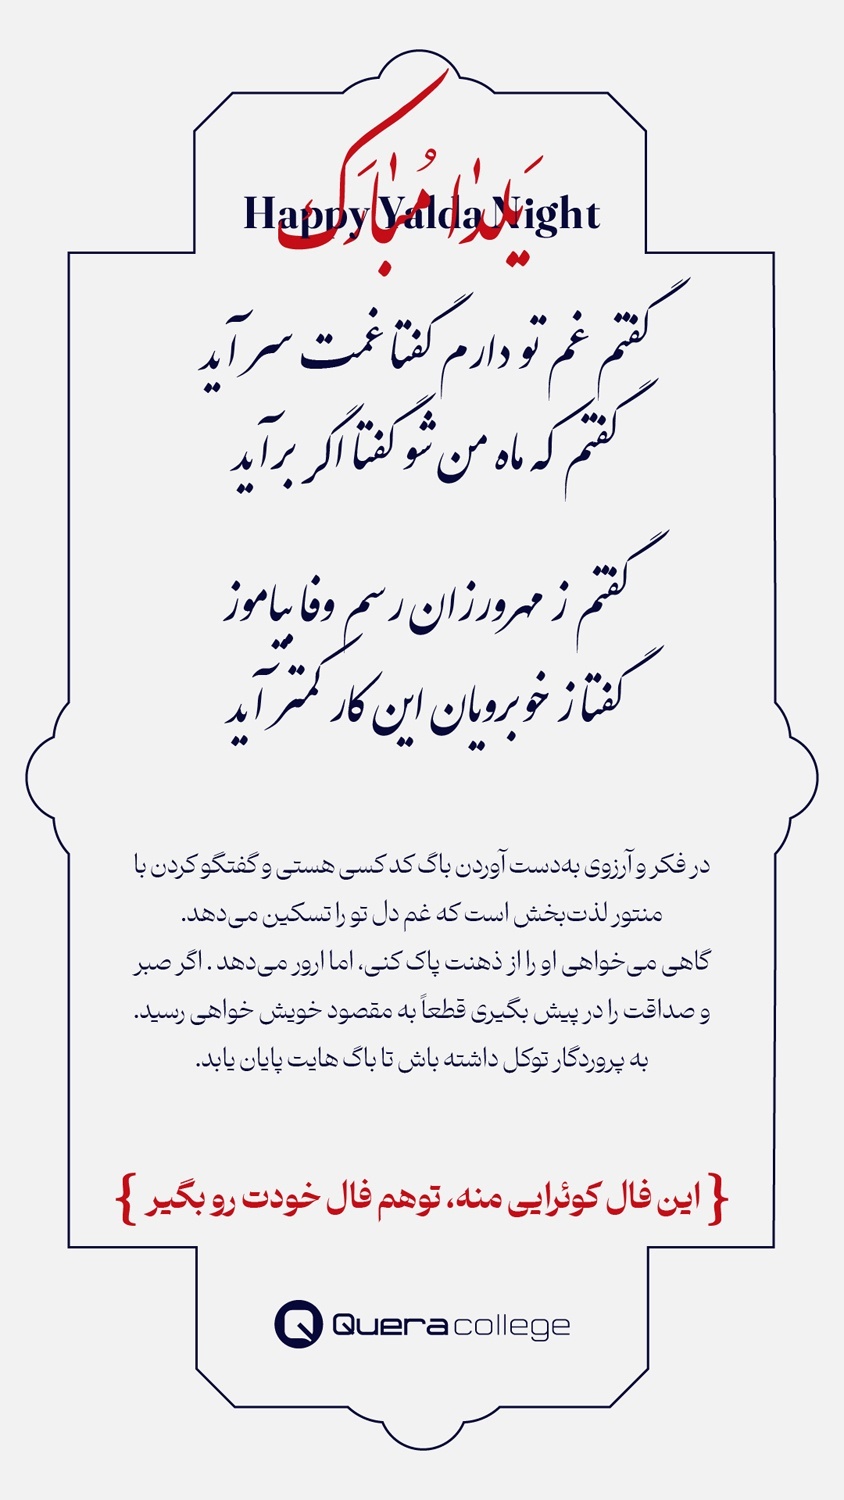 یلدا مُبارک
Happy Yalda Night
گفتم غم تو دارم گفتا غمت سر آید
گفتم که ماه من شو گفتا اگر برآید
گفتم ز مهرورزان رسم وفا بیاموز
گفتا ز خوبرویان این کار کمتر آید
در فکر و آرزوی به‌دست آوردن باگ کد کسی هستی و گفتگو کردن با
منتور لذت‌بخش است که غم دل تو را تسکین می‌دهد.
گاهی می‌خواهی او را از ذهنت پاک کنی، اما ارور می‌دهد . اگر صبر
و صداقت را در پیش بگیری قطعاً به مقصود خویش خواهی رسید.
به پروردگار توکل داشته باش تا باگ هایت پایان یابد.
{ این فال کوئرایی منه، توهم فال خودت رو بگیر }
Quera college